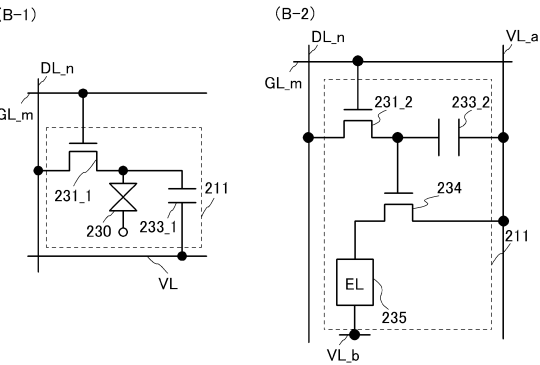 (B-1)
DL_n
GL_m
231_1
230
233_1
211
VL
(B-2)
DL_n
VL_a
GL_m
231_2
233_2
234
211
EL
235
VL_b